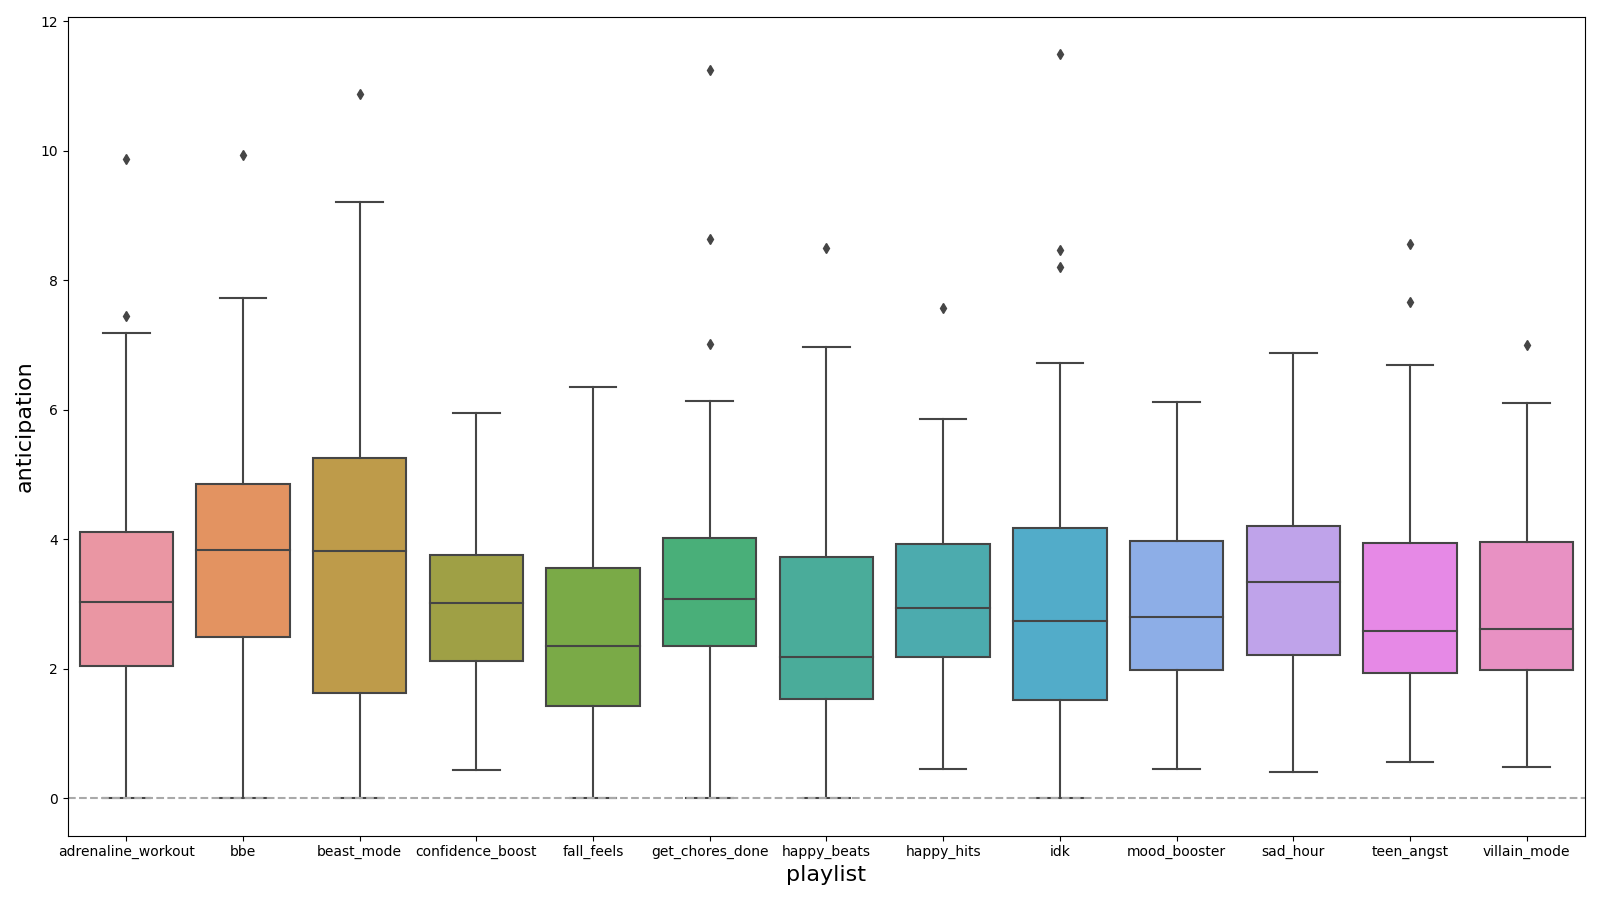 12
10
8
6
4
2
0
anticipation
adrenaline_workout bbe beast_mode confidence_boost fall_feels get_chores_done happy_beats happy_hits idk mood_booster sad_hour teen_angst villain_mode
playlist